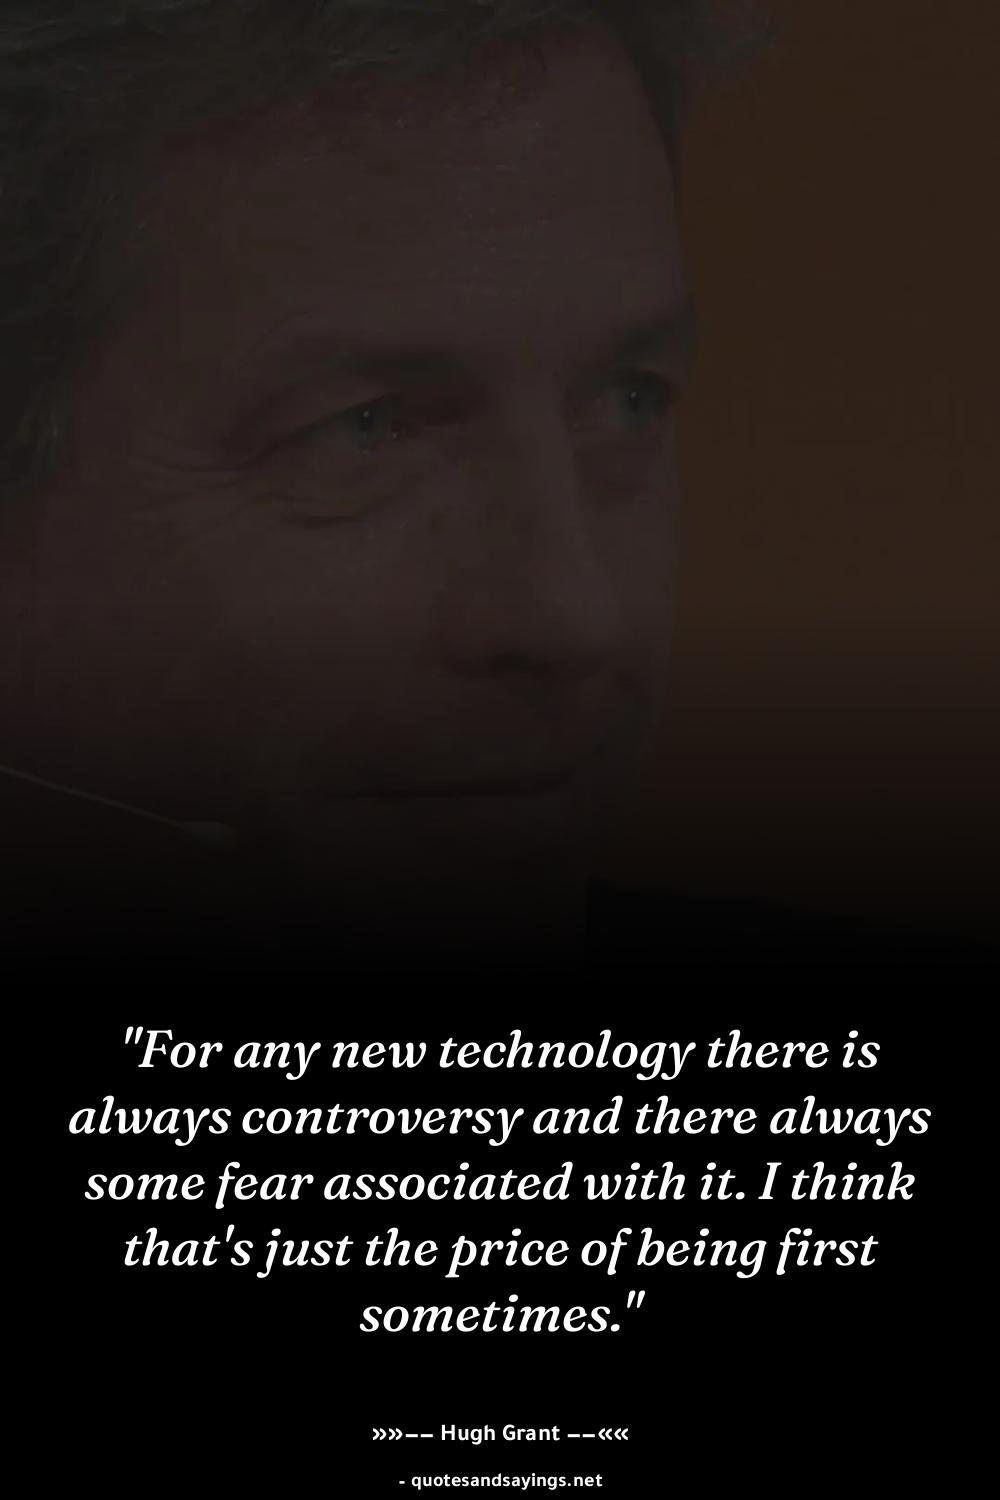 "For any new technology there is
always controversy and there always
some fear associated with it. I think
that's just the price of being first
sometimes."
»»–– Hugh Grant ––««
- quotesandsayings.net